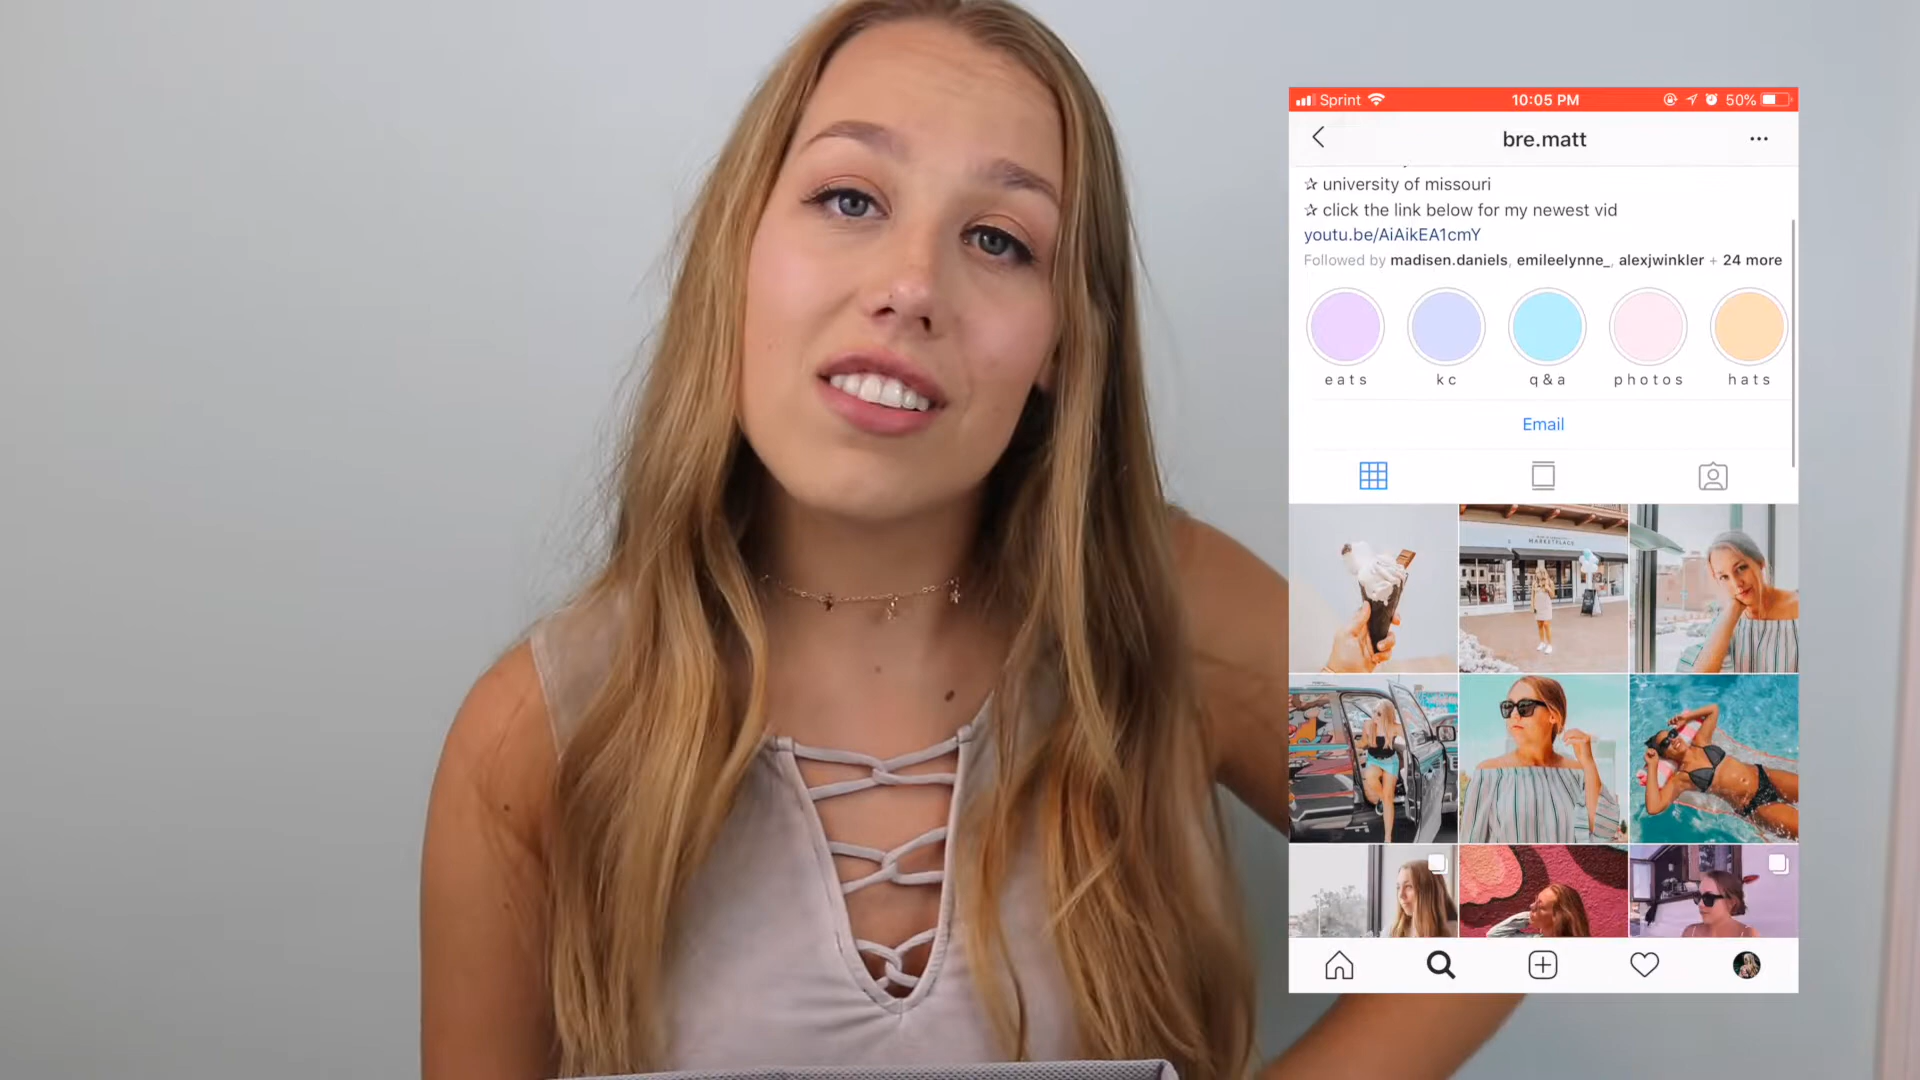 Sprint 10:05 PM 50%
bre.matt
☆ university of missouri
☆ click the link below for my newest vid
youtu.be/AiAikEA1cmY
Followed by madisen.daniels, emileelynne_, alexjwinkler + 24 more
eats kc q&a photos hats
Email
MARKETPLACE